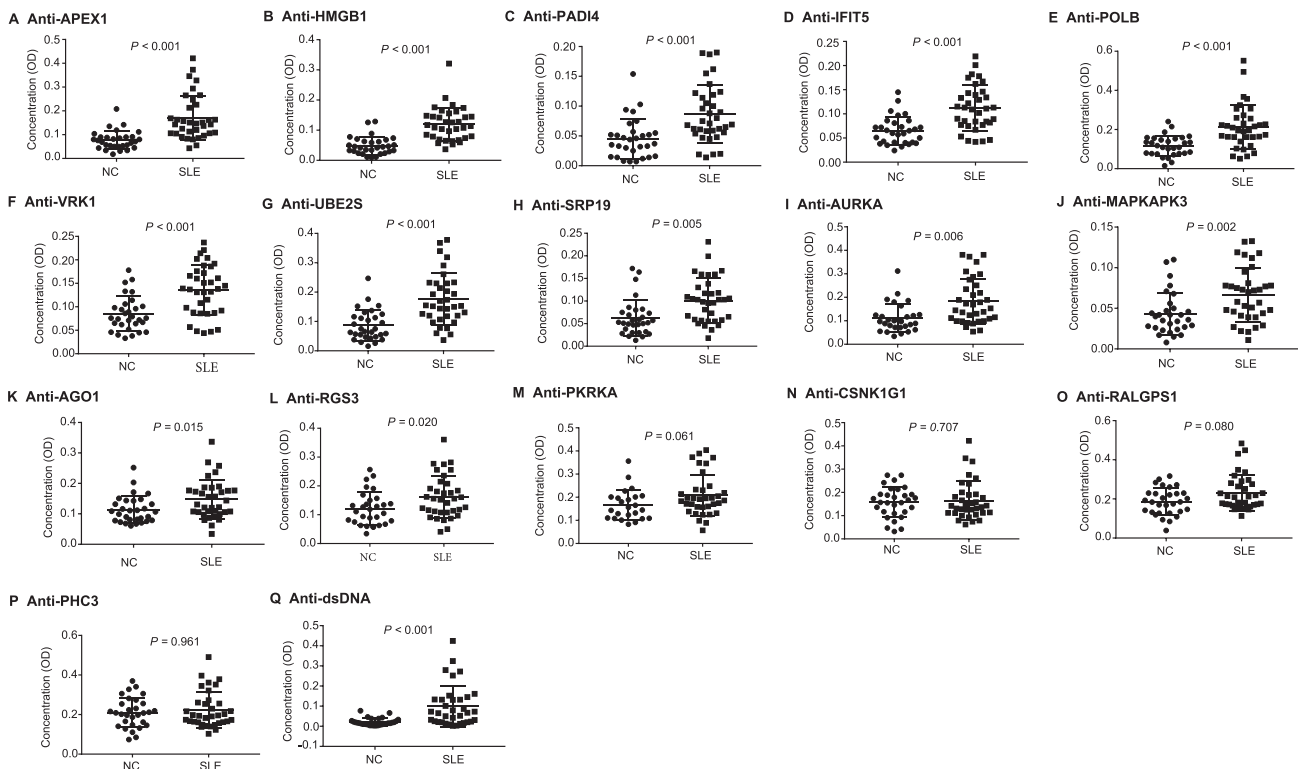 A Anti-APEX1
P < 0.001
Concentration (OD)
0.5
0.4
0.3
0.2
0.1
0.0
NC
SLE
B Anti-HMGB1
P < 0.001
Concentration (OD)
0.4
0.3
0.2
0.1
0.0
NC
SLE
C Anti-PADI4
P < 0.001
Concentration (OD)
0.20
0.15
0.10
0.05
0.00
NC
SLE
D Anti-IFIT5
P < 0.001
Concentration (OD)
0.25
0.20
0.15
0.10
0.05
0.00
NC
SLE
E Anti-POLB
P < 0.001
Concentration (OD)
0.6
0.4
0.2
0.0
NC
SLE
F Anti-VRK1
P < 0.001
Concentration (OD)
0.25
0.20
0.15
0.10
0.05
0.00
NC
SLE
G Anti-UBE2S
P < 0.001
Concentration (OD)
0.4
0.3
0.2
0.1
0.0
NC
SLE
H Anti-SRP19
P = 0.005
Concentration (OD)
0.25
0.20
0.15
0.10
0.05
0.00
NC
SLE
I Anti-AURKA
P = 0.006
Concentration (OD)
0.5
0.4
0.3
0.2
0.1
0.0
NC
SLE
J Anti-MAPKAPK3
P = 0.002
Concentration (OD)
0.15
0.10
0.05
0.00
NC
SLE
K Anti-AGO1
P = 0.015
Concentration (OD)
0.4
0.3
0.2
0.1
0.0
NC
SLE
L Anti-RGS3
P = 0.020
Concentration (OD)
0.4
0.3
0.2
0.1
0.0
NC
SLE
M Anti-PKRKA
P = 0.061
Concentration (OD)
0.5
0.4
0.3
0.2
0.1
0.0
NC
SLE
N Anti-CSNK1G1
P = 0.707
Concentration (OD)
0.5
0.4
0.3
0.2
0.1
0.0
NC
SLE
O Anti-RALGPS1
P = 0.080
Concentration (OD)
0.6
0.4
0.2
0.0
NC
SLE
P Anti-PHC3
P = 0.961
Concentration (OD)
0.6
0.4
0.2
0.0
NC
SLE
Q Anti-dsDNA
P < 0.001
Concentration (OD)
0.5
0.4
0.3
0.2
0.1
0.0
-0.1
NC
SLE